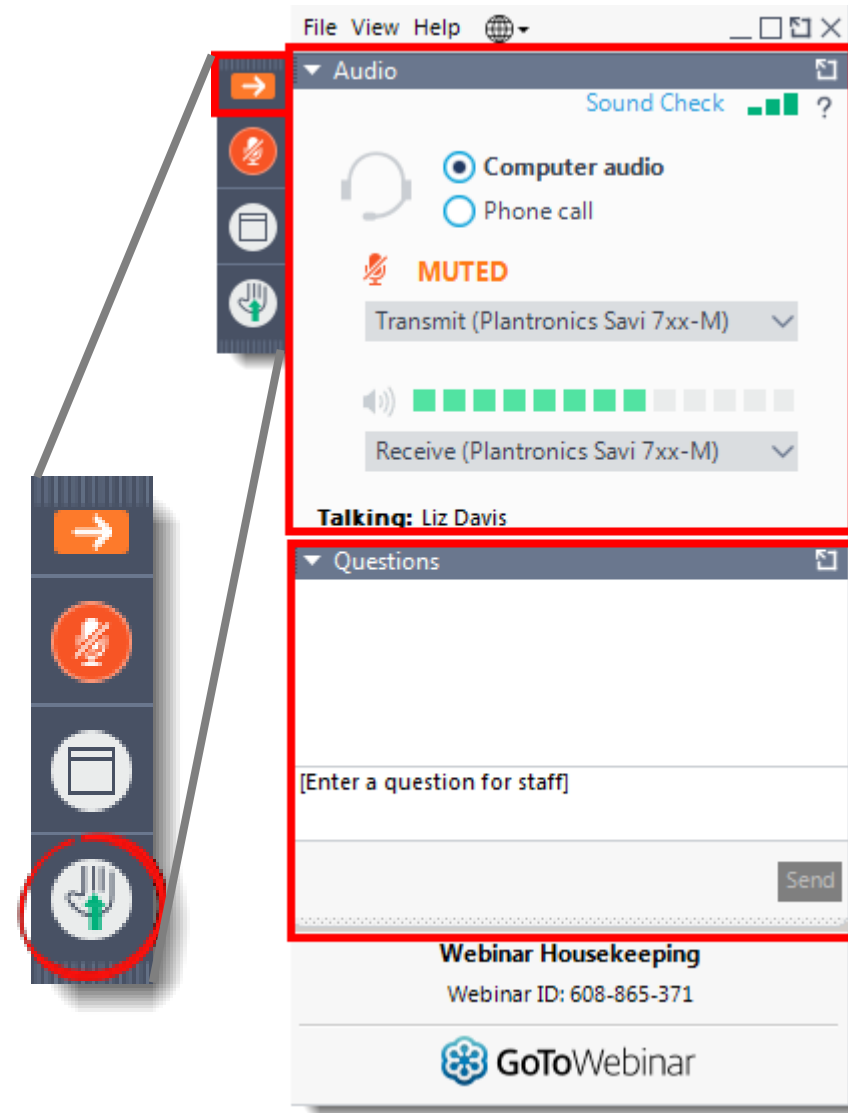 File View Help
Audio
Sound Check ?
Computer audio
Phone call
MUTED
Transmit (Plantronics Savi 7xx-M)
Receive (Plantronics Savi 7xx-M)
Talking: Liz Davis
Questions
[Enter a question for staff]
Send
Webinar Housekeeping
Webinar ID: 608-865-371
GoToWebinar